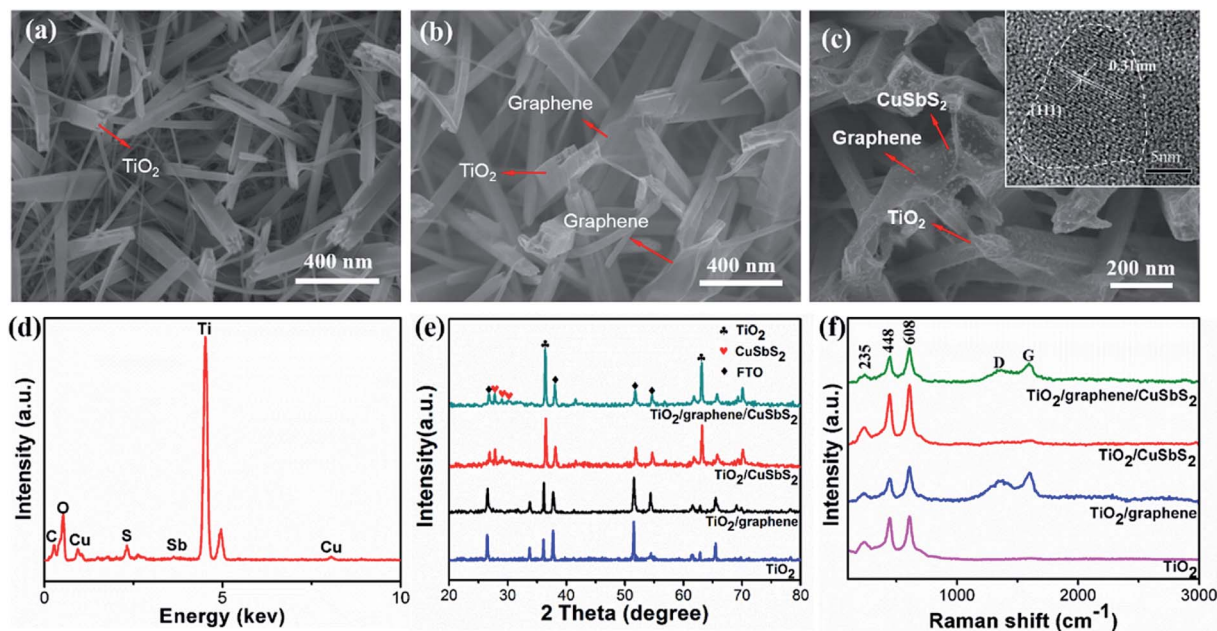 (a)
TiO2
400 nm
(b)
Graphene
TiO2
Graphene
400 nm
(c)
CuSbS2
Graphene
TiO2
200 nm
0.31nm
(111)
5nm
(d)
Ti
C
O
Cu
S
Sb
Cu
Intensity (a.u.)
0
5
10
Energy (kev)
(e)
♣ TiO2
♥ CuSbS2
♦ FTO
TiO2/graphene/CuSbS2
TiO2/CuSbS2
TiO2/graphene
TiO2
Intensity(a.u.)
20 30 40 50 60 70 80
2 Theta (degree)
(f)
235
448
608
D
G
TiO2/graphene/CuSbS2
TiO2/CuSbS2
TiO2/graphene
TiO2
Intensity (a.u.)
1000 2000 3000
Raman shift (cm-1)